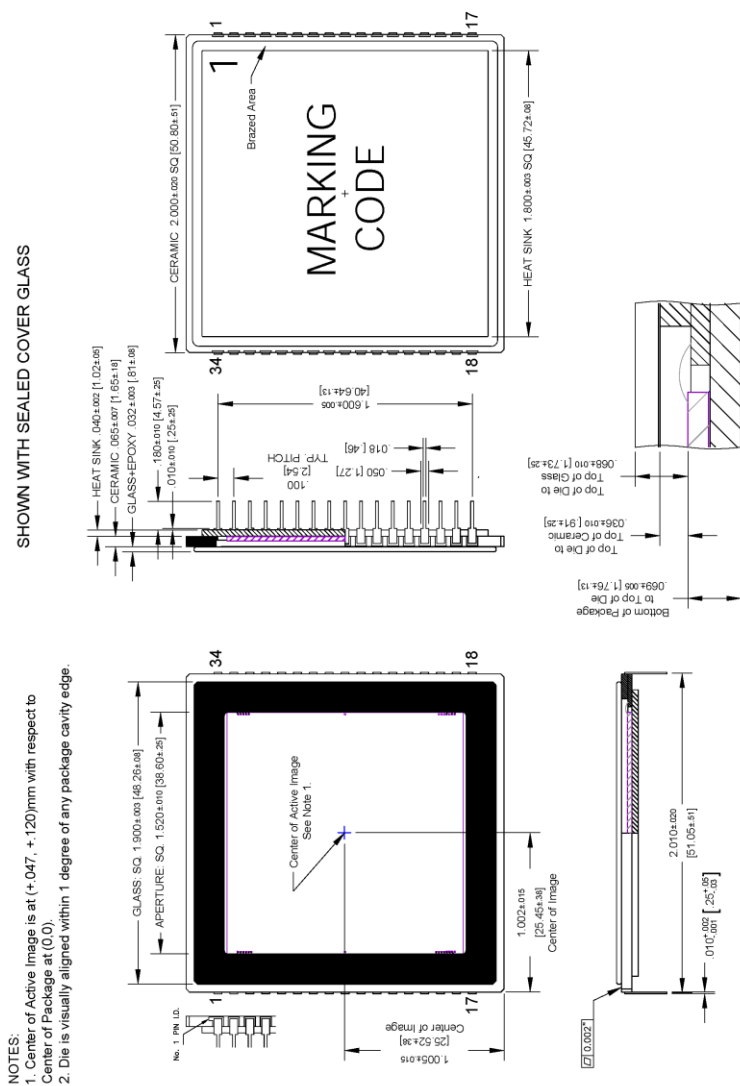 SHOWN WITH SEALED COVER GLASS
NOTES:
1. Center of Active Image is at (+.047, +.120)mm with respect to
Center of Package at (0,0).
2. Die is visually aligned within 1 degree of any package cavity edge.
CERAMIC 2.000±.020 SQ [50.80±.51]
1
17
34
18
1
Brazed Area
MARKING
+
CODE
HEAT SINK 1.800±.003 SQ [45.72±.08]
HEAT SINK .040±.002 [1.02±.05]
CERAMIC .065±.007 [1.65±.18]
GLASS+EPOXY .032±.003 [.81±.08]
.180±.010 [4.57±.25]
.010±.010 [.25±.25]
1.600±.005
[40.64±.13]
.100
[2.54]
TYP. PITCH
.050 [1.27]
.018 [.46]
Top of Die to
Top of Glass
.068±.010 [1.73±.25]
Top of Die to
Top of Ceramic
.036±.010 [.91±.25]
Bottom of Package
to Top of Die
.069±.005 [1.76±.13]
GLASS: SQ. 1.900±.003 [48.26±.08]
APERTURE: SQ. 1.520±.010 [38.60±.25]
1
17
34
18
Center of Active Image
See Note 1.
No. 1 PIN I.D.
1.002±.015
[25.45±.38]
Center of Image
1.005±.015
[25.52±.38]
Center of Image
2.010±.020
[51.05±.51]
.010+.002 -.001 [.25+.05 -.03]
0.002"